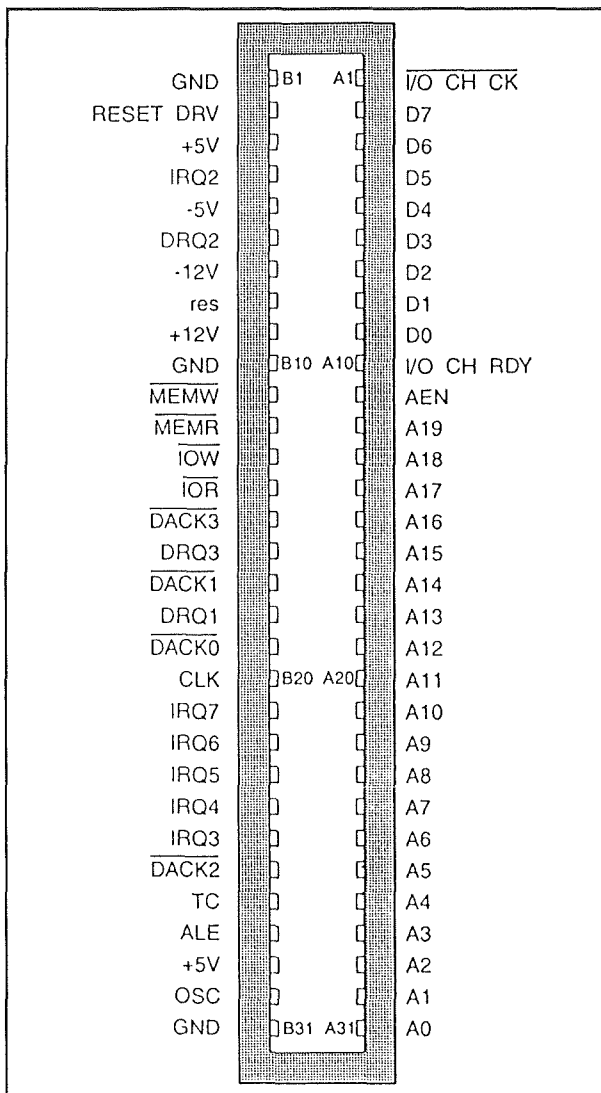 GND B1 A1 I/O CH CK
RESET DRV D7
+5V D6
IRQ2 D5
-5V D4
DRQ2 D3
-12V D2
res D1
+12V D0
GND B10 A10 I/O CH RDY
MEMW AEN
MEMR A19
IOW A18
IOR A17
DACK3 A16
DRQ3 A15
DACK1 A14
DRQ1 A13
DACK0 A12
CLK B20 A20 A11
IRQ7 A10
IRQ6 A9
IRQ5 A8
IRQ4 A7
IRQ3 A6
DACK2 A5
TC A4
ALE A3
+5V A2
OSC A1
GND B31 A31 A0